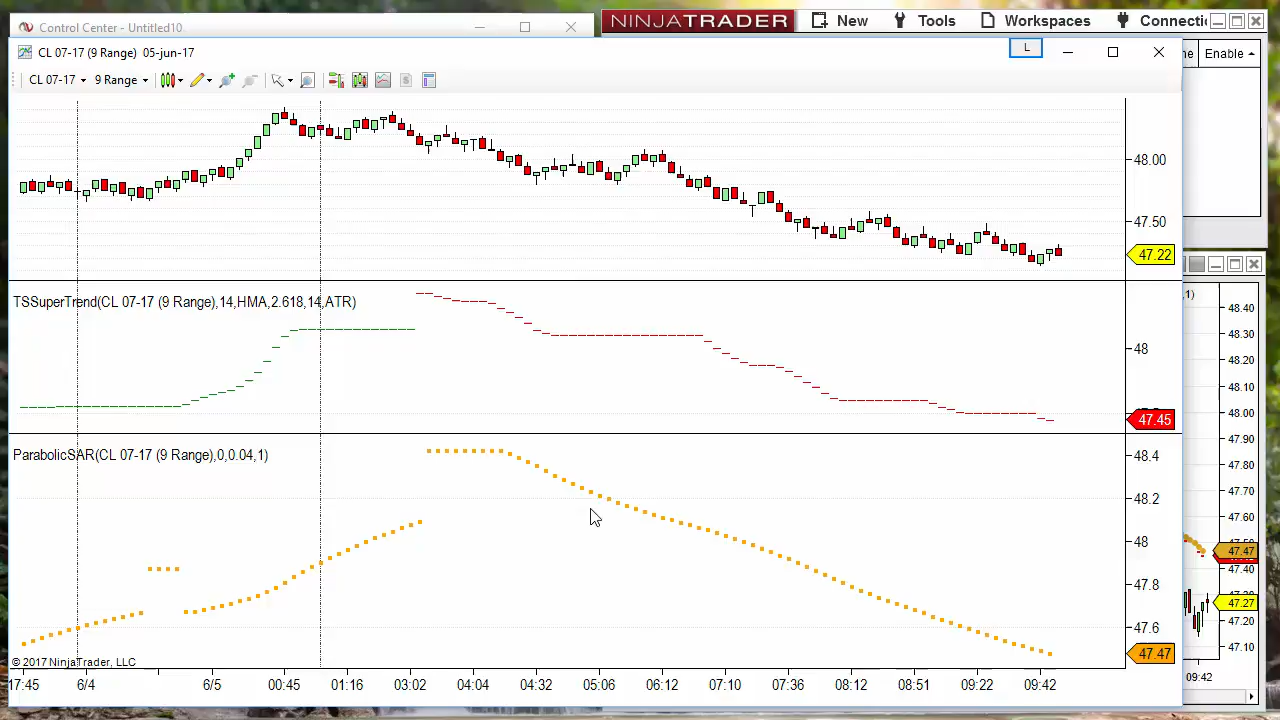 Control Center - Untitled10
NINJATRADER New Tools Workspaces
CL 07-17 (9 Range) 05-jun-17
L
Enable
CL 07-17 9 Range
48.00
47.50
47.22
TSSuperTrend(CL 07-17 (9 Range),14,HMA,2.618,14,ATR)
48
47.45
ParabolicSAR(CL 07-17 (9 Range),0,0.04,1)
48.4
48.2
48
47.8
47.6
47.47
© 2017 NinjaTrader, LLC
17:45 6/4 6/5 00:45 01:16 03:02 04:04 04:32 05:06 06:12 07:10 07:36 08:12 08:51 09:22 09:42
,1)
48.40
48.30
48.20
48.10
48.00
47.90
47.80
47.70
47.60
47.47
47.40
47.27
47.20
47.10
09:42